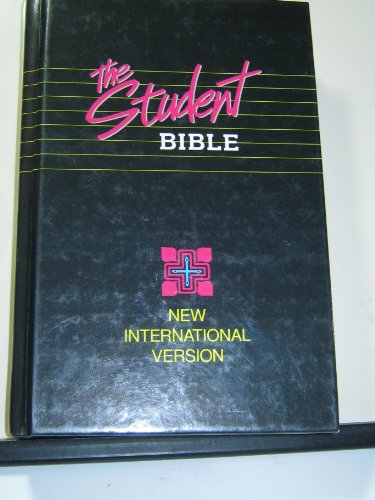 the
Student
BIBLE
NEW
INTERNATIONAL
VERSION